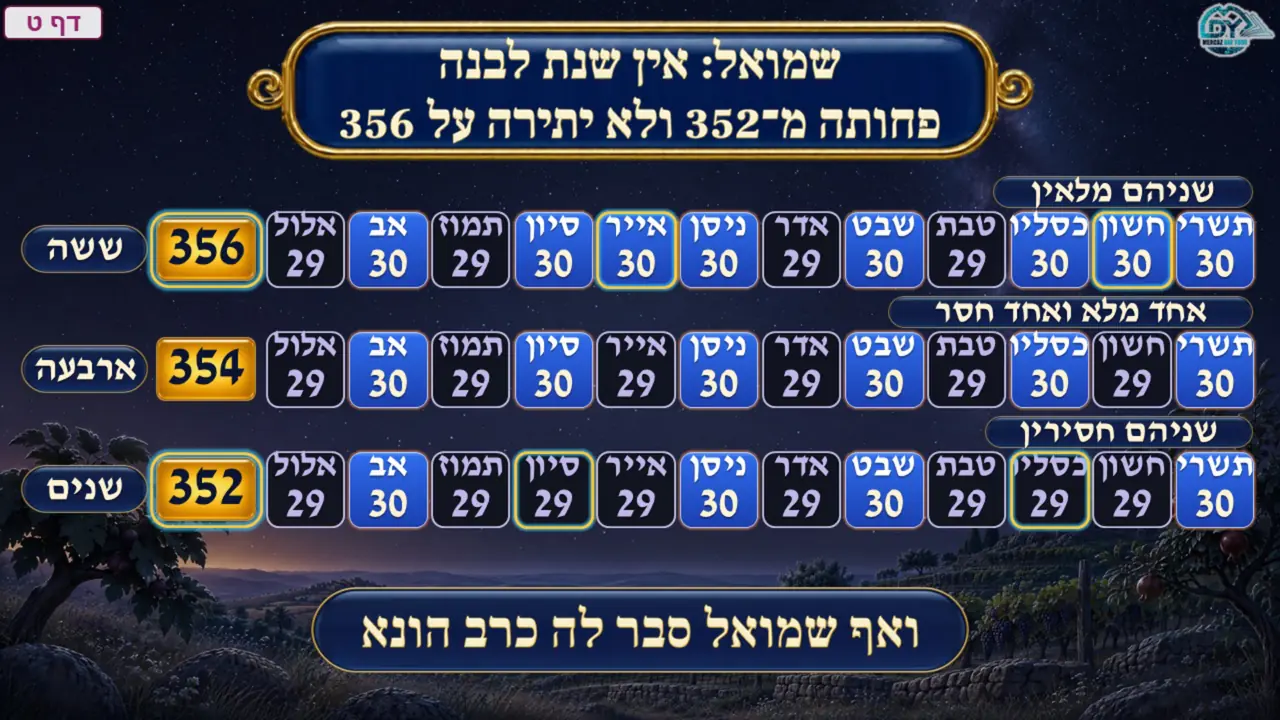 דף ט
MERCAZ DAF YOMI
שמואל: אין שנת לבנה
פחותה מ־352 ולא יתירה על 356
שניהם מלאין
תשרי חשון כסליו טבת שבט אדר ניסן אייר סיון תמוז אב אלול
30 30 30 29 30 29 30 30 30 29 30 29 356 ששה
אחד מלא ואחד חסר
תשרי חשון כסליו טבת שבט אדר ניסן אייר סיון תמוז אב אלול
30 29 30 29 30 29 30 29 30 29 30 29 354 ארבעה
שניהם חסירין
תשרי חשון כסליו טבת שבט אדר ניסן אייר סיון תמוז אב אלול
30 29 29 29 30 29 30 29 29 29 30 29 352 שנים
ואף שמואל סבר לה כרב הונא